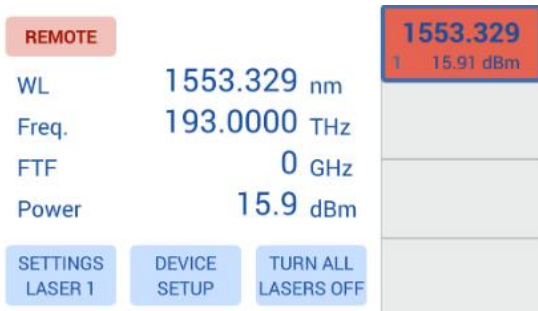 REMOTE
WL 1553.329 nm
Freq. 193.0000 THz
FTF 0 GHz
Power 15.9 dBm
SETTINGS LASER 1
DEVICE SETUP
TURN ALL LASERS OFF
1553.329
1 15.91 dBm